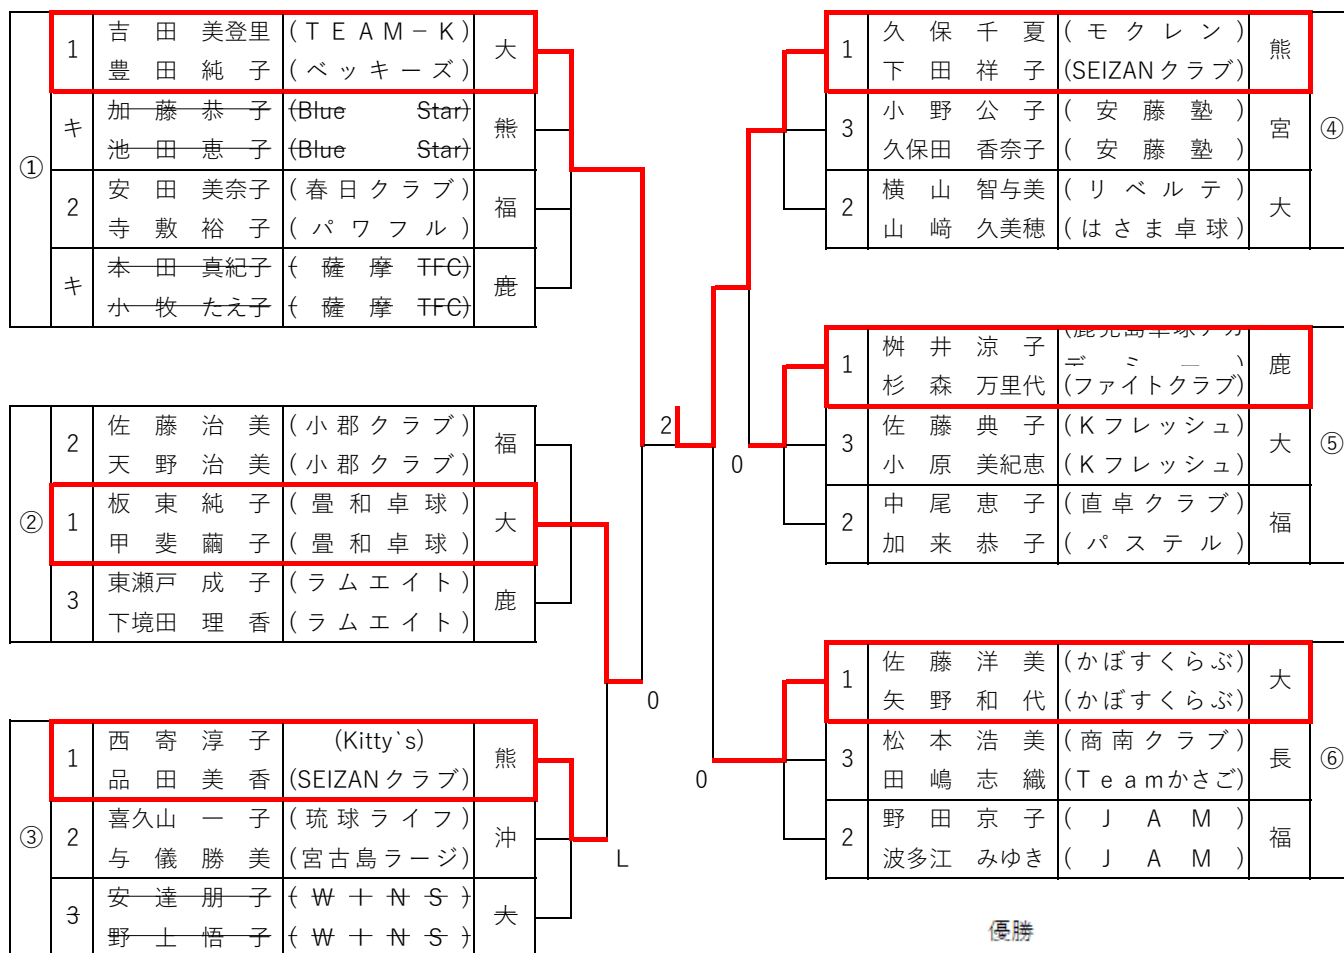 ①
1 吉田 美登里 (TEAM-K) 大
豊田純子 (ベッキーズ)
キ 加藤恭子 (Blue Star) 熊
池田恵子 (Blue Star)
2 安田 美奈子 (春日クラブ) 福
寺敷裕子 (パワフル)
キ 本田 真紀子 (薩摩TFC) 鹿
小牧 たえ子 (薩摩TFC)
②
2 佐藤治美 (小郡クラブ) 福
天野治美 (小郡クラブ)
1 板東純子 (畳和卓球) 大
甲斐繭子 (畳和卓球)
3 東瀬戸 成子 (ラムエイト) 鹿
下境田 理香 (ラムエイト)
③
1 西寄淳子 (Kitty`s) 熊
品田美香 (SEIZANクラブ)
2 喜久山 一子 (琉球ライフ) 沖
与儀勝美 (宮古島ラージ)
3 安達朋子 (WINS) 大
野上悟子 (WINS)
2
0
L
0
0
④
1 久保千夏 (モクレン) 熊
下田祥子 (SEIZANクラブ)
3 小野公子 (安藤塾) 宮
久保田 香奈子 (安藤塾)
2 横山 智与美 (リベルテ) 大
山﨑 久美穂 (はさま卓球)
⑤
1 桝井涼子 鹿
杉森 万里代 (ファイトクラブ)
3 佐藤典子 (Kフレッシュ) 大
小原 美紀恵 (Kフレッシュ)
2 中尾恵子 (直卓クラブ) 福
加来恭子 (パステル)
⑥
1 佐藤洋美 (かぼすくらぶ) 大
矢野和代 (かぼすくらぶ)
3 松本浩美 (商南クラブ) 長
田嶋志織 (Teamかさご)
2 野田京子 (JAM) 福
波多江 みゆき (JAM)
優勝